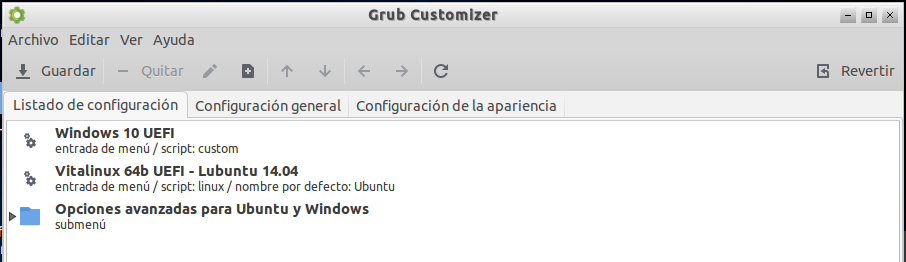 Grub Customizer
Archivo Editar Ver Ayuda
Guardar Quitar Revertir
Listado de configuración Configuración general Configuración de la apariencia
Windows 10 UEFI
entrada de menú / script: custom
Vitalinux 64b UEFI - Lubuntu 14.04
entrada de menú / script: linux / nombre por defecto: Ubuntu
Opciones avanzadas para Ubuntu y Windows
submenú